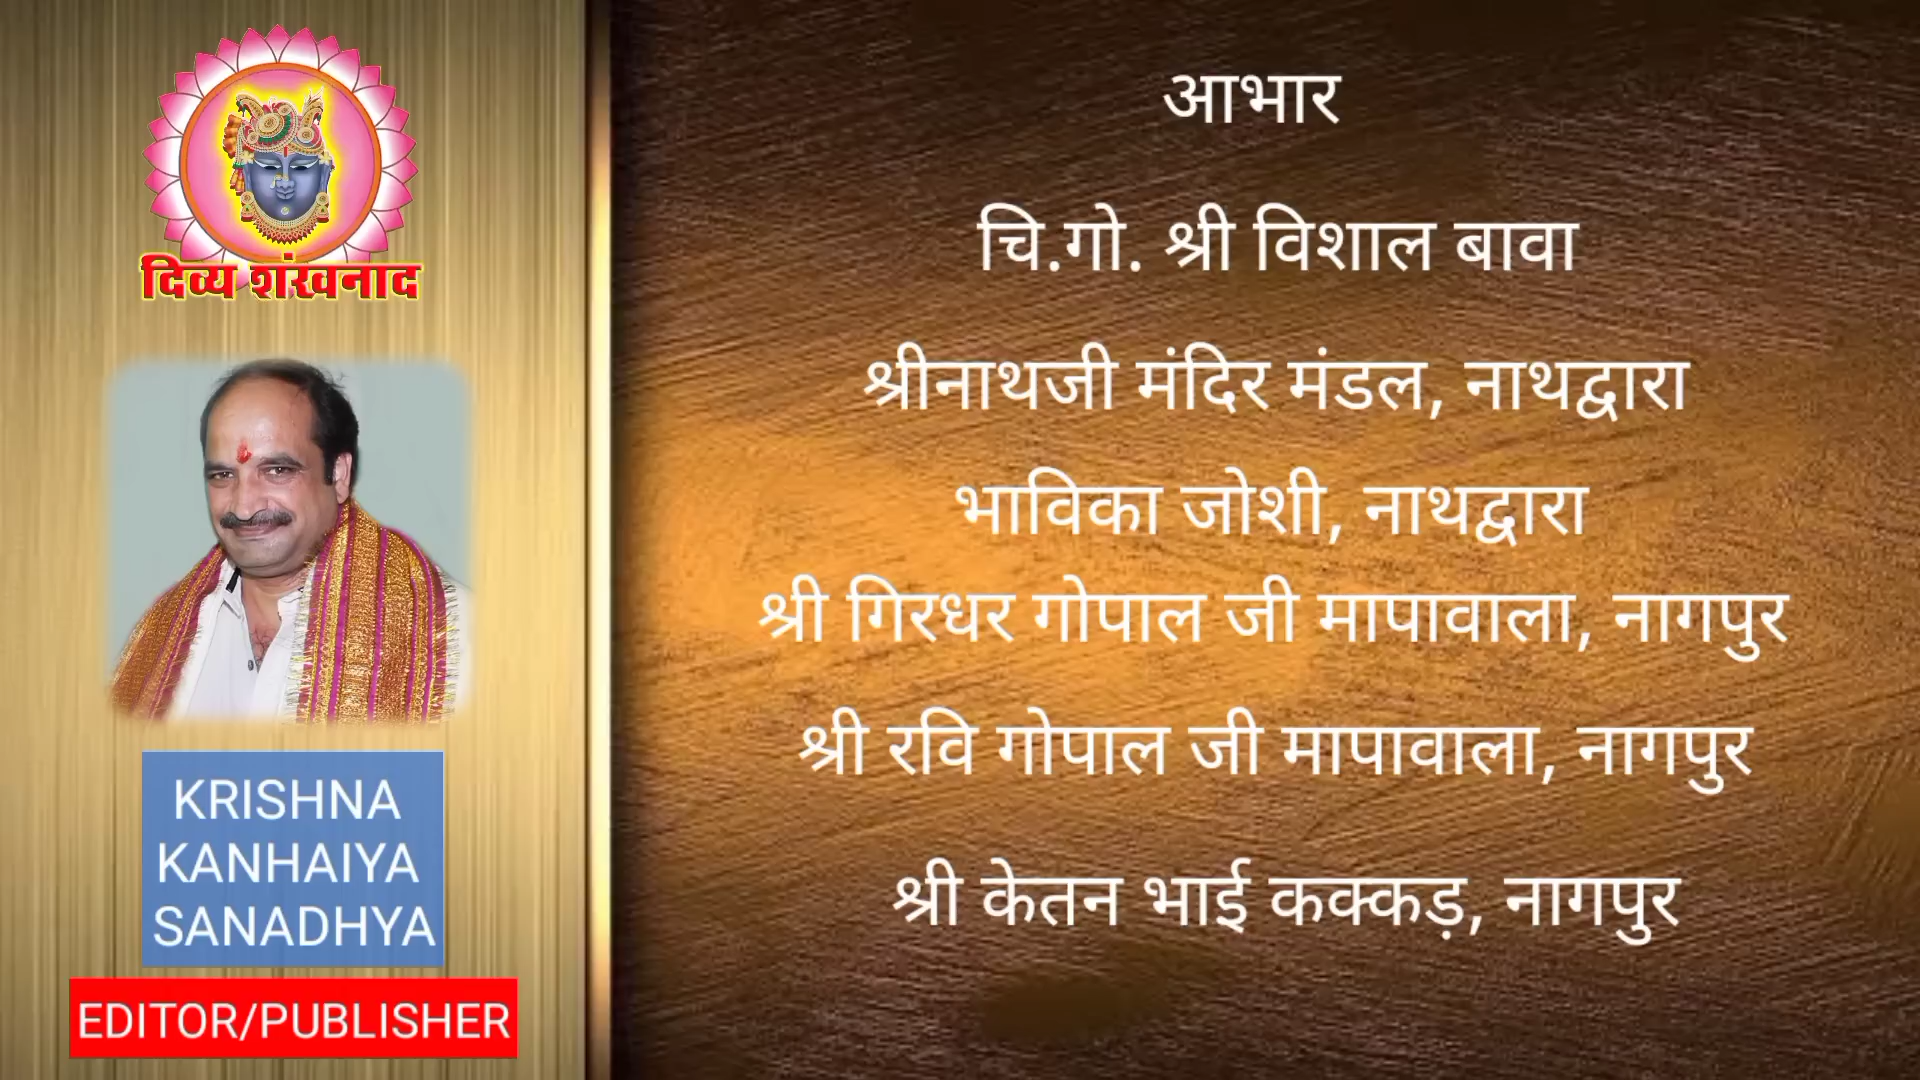 दिव्य शंखनाद
KRISHNA
KANHAIYA
SANADHYA
EDITOR/PUBLISHER
आभार
चि.गो. श्री विशाल बावा
श्रीनाथजी मंदिर मंडल, नाथद्वारा
भाविका जोशी, नाथद्वारा
श्री गिरधर गोपाल जी मापावाला, नागपुर
श्री रवि गोपाल जी मापावाला, नागपुर
श्री केतन भाई कक्कड़, नागपुर